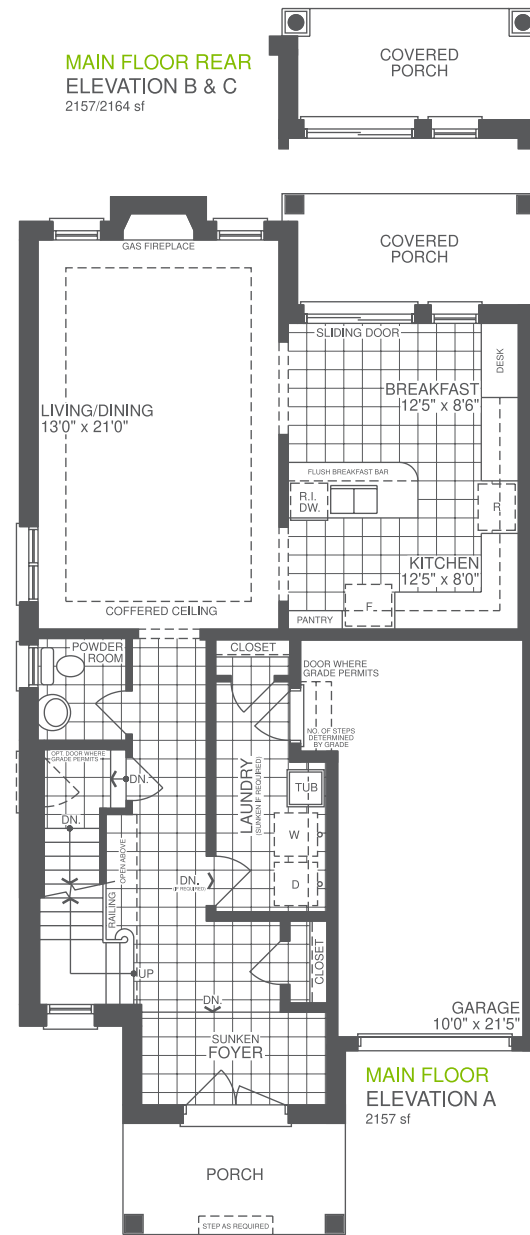 MAIN FLOOR REAR
ELEVATION B & C
2157/2164 sf
COVERED
PORCH
COVERED
PORCH
GAS FIREPLACE
SLIDING DOOR
DESK
BREAKFAST
12'5" x 8'6"
LIVING/DINING
13'0" x 21'0"
FLUSH BREAKFAST BAR
R.I.
DW.
R
KITCHEN
12'5" x 8'0"
F
PANTRY
COFFERED CEILING
POWDER
ROOM
CLOSET
DOOR WHERE
GRADE PERMITS
NO. OF STEPS
DETERMINED
BY GRADE
OPT. DOOR WHERE
GRADE PERMITS
DN.
DN.
LAUNDRY
(SUNKEN IF REQUIRED)
TUB
W
D
OPEN ABOVE
RAILING
DN.
(IF REQUIRED)
UP
CLOSET
DN.
SUNKEN
FOYER
GARAGE
10'0" x 21'5"
MAIN FLOOR
ELEVATION A
2157 sf
PORCH
STEP AS REQUIRED